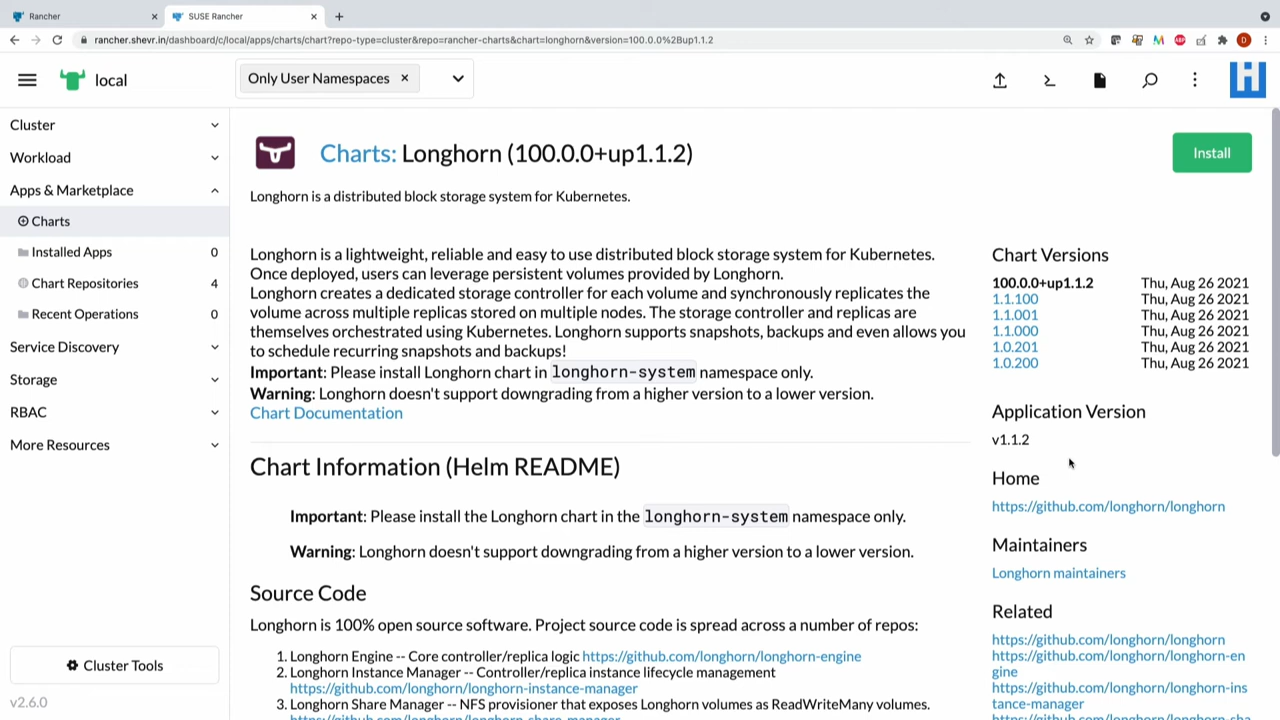 Rancher
SUSE Rancher
rancher.shevr.in/dashboard/c/local/apps/charts/chart?repo-type=cluster&repo=rancher-charts&chart=longhorn&version=100.0.0%2Bup1.1.2
local
Only User Namespaces
Cluster
Workload
Apps & Marketplace
Charts
Installed Apps 0
Chart Repositories 4
Recent Operations 0
Service Discovery
Storage
RBAC
More Resources
Cluster Tools
v2.6.0
Charts: Longhorn (100.0.0+up1.1.2)
Install
Longhorn is a distributed block storage system for Kubernetes.
Longhorn is a lightweight, reliable and easy to use distributed block storage system for Kubernetes.
Once deployed, users can leverage persistent volumes provided by Longhorn.
Longhorn creates a dedicated storage controller for each volume and synchronously replicates the
volume across multiple replicas stored on multiple nodes. The storage controller and replicas are
themselves orchestrated using Kubernetes. Longhorn supports snapshots, backups and even allows you
to schedule recurring snapshots and backups!
Important: Please install Longhorn chart in longhorn-system namespace only.
Warning: Longhorn doesn't support downgrading from a higher version to a lower version.
Chart Documentation
Chart Information (Helm README)
Important: Please install the Longhorn chart in the longhorn-system namespace only.
Warning: Longhorn doesn't support downgrading from a higher version to a lower version.
Source Code
Longhorn is 100% open source software. Project source code is spread across a number of repos:
1. Longhorn Engine -- Core controller/replica logic https://github.com/longhorn/longhorn-engine
2. Longhorn Instance Manager -- Controller/replica instance lifecycle management
https://github.com/longhorn/longhorn-instance-manager
3. Longhorn Share Manager -- NFS provisioner that exposes Longhorn volumes as ReadWriteMany volumes.
https://github.com/longhorn/longhorn-share-manager
Chart Versions
100.0.0+up1.1.2 Thu, Aug 26 2021
1.1.100 Thu, Aug 26 2021
1.1.001 Thu, Aug 26 2021
1.1.000 Thu, Aug 26 2021
1.0.201 Thu, Aug 26 2021
1.0.200 Thu, Aug 26 2021
Application Version
v1.1.2
Home
https://github.com/longhorn/longhorn
Maintainers
Longhorn maintainers
Related
https://github.com/longhorn/longhorn
https://github.com/longhorn/longhorn-en
gine
https://github.com/longhorn/longhorn-ins
tance-manager
https://github.com/longhorn/longhorn-sha